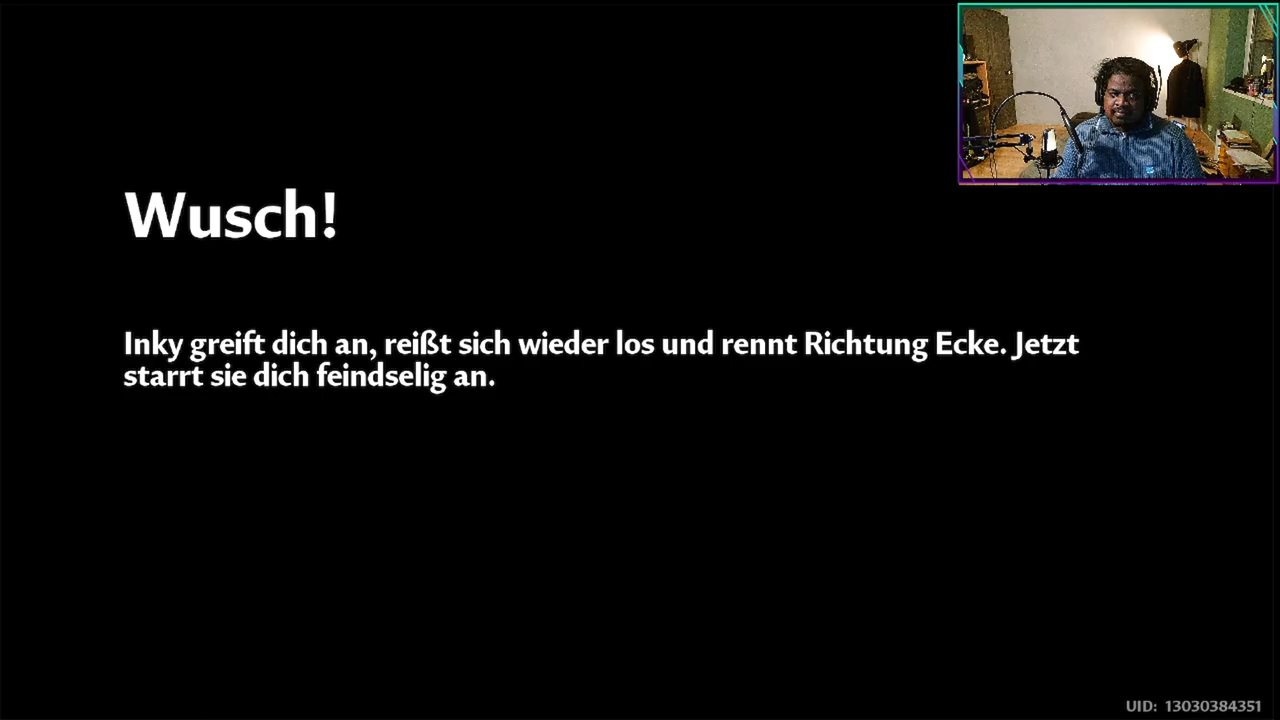 Wusch!
Inky greift dich an, reißt sich wieder los und rennt Richtung Ecke. Jetzt
starrt sie dich feindselig an.
UID: 13030384351